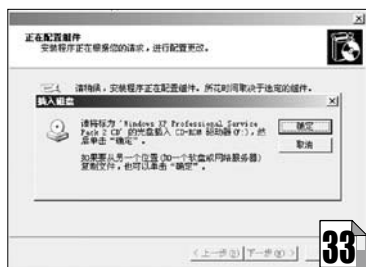 正在配置组件
安装程序正在根据您的请求,进行配置更改。
请稍候,安装程序正在配置组件。所花时间取决于选定的组件。
插入磁盘
请将标为 'Windows XP Professional Service
Pack 2 CD' 的光盘插入 CD-ROM 驱动器(F:),然
后单击“确定”。
如果要从另一个位置(如一个软盘或网络服务器)
复制文件,也可以单击“确定”。
确定
取消
<上一步(B) 下一步(N)>
33